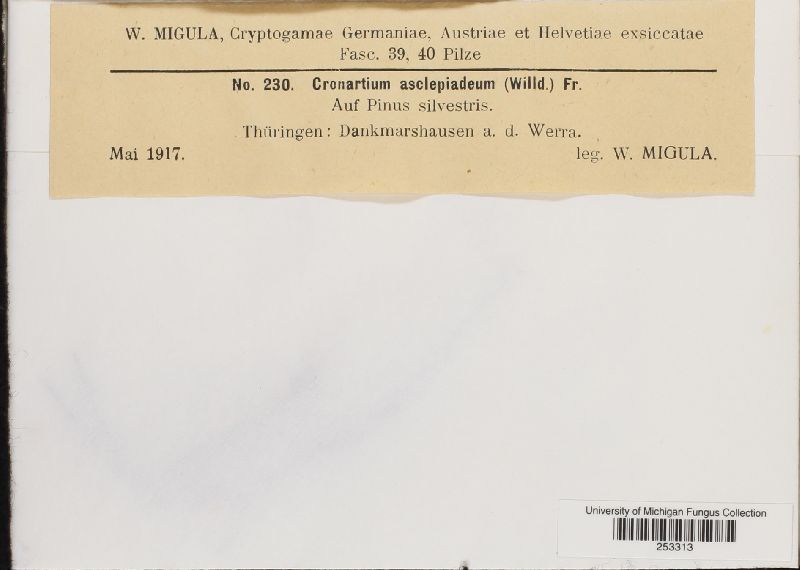 W. MIGULA, Cryptogamae Germaniae, Austriae et Helvetiae exsiccatae
Fasc. 39, 40 Pilze
No. 230. Cronartium asclepiadeum (Willd.) Fr.
Auf Pinus silvestris.
Thüringen: Dankmarshausen a. d. Werra.
Mai 1917. leg. W. MIGULA.
University of Michigan Fungus Collection
253313